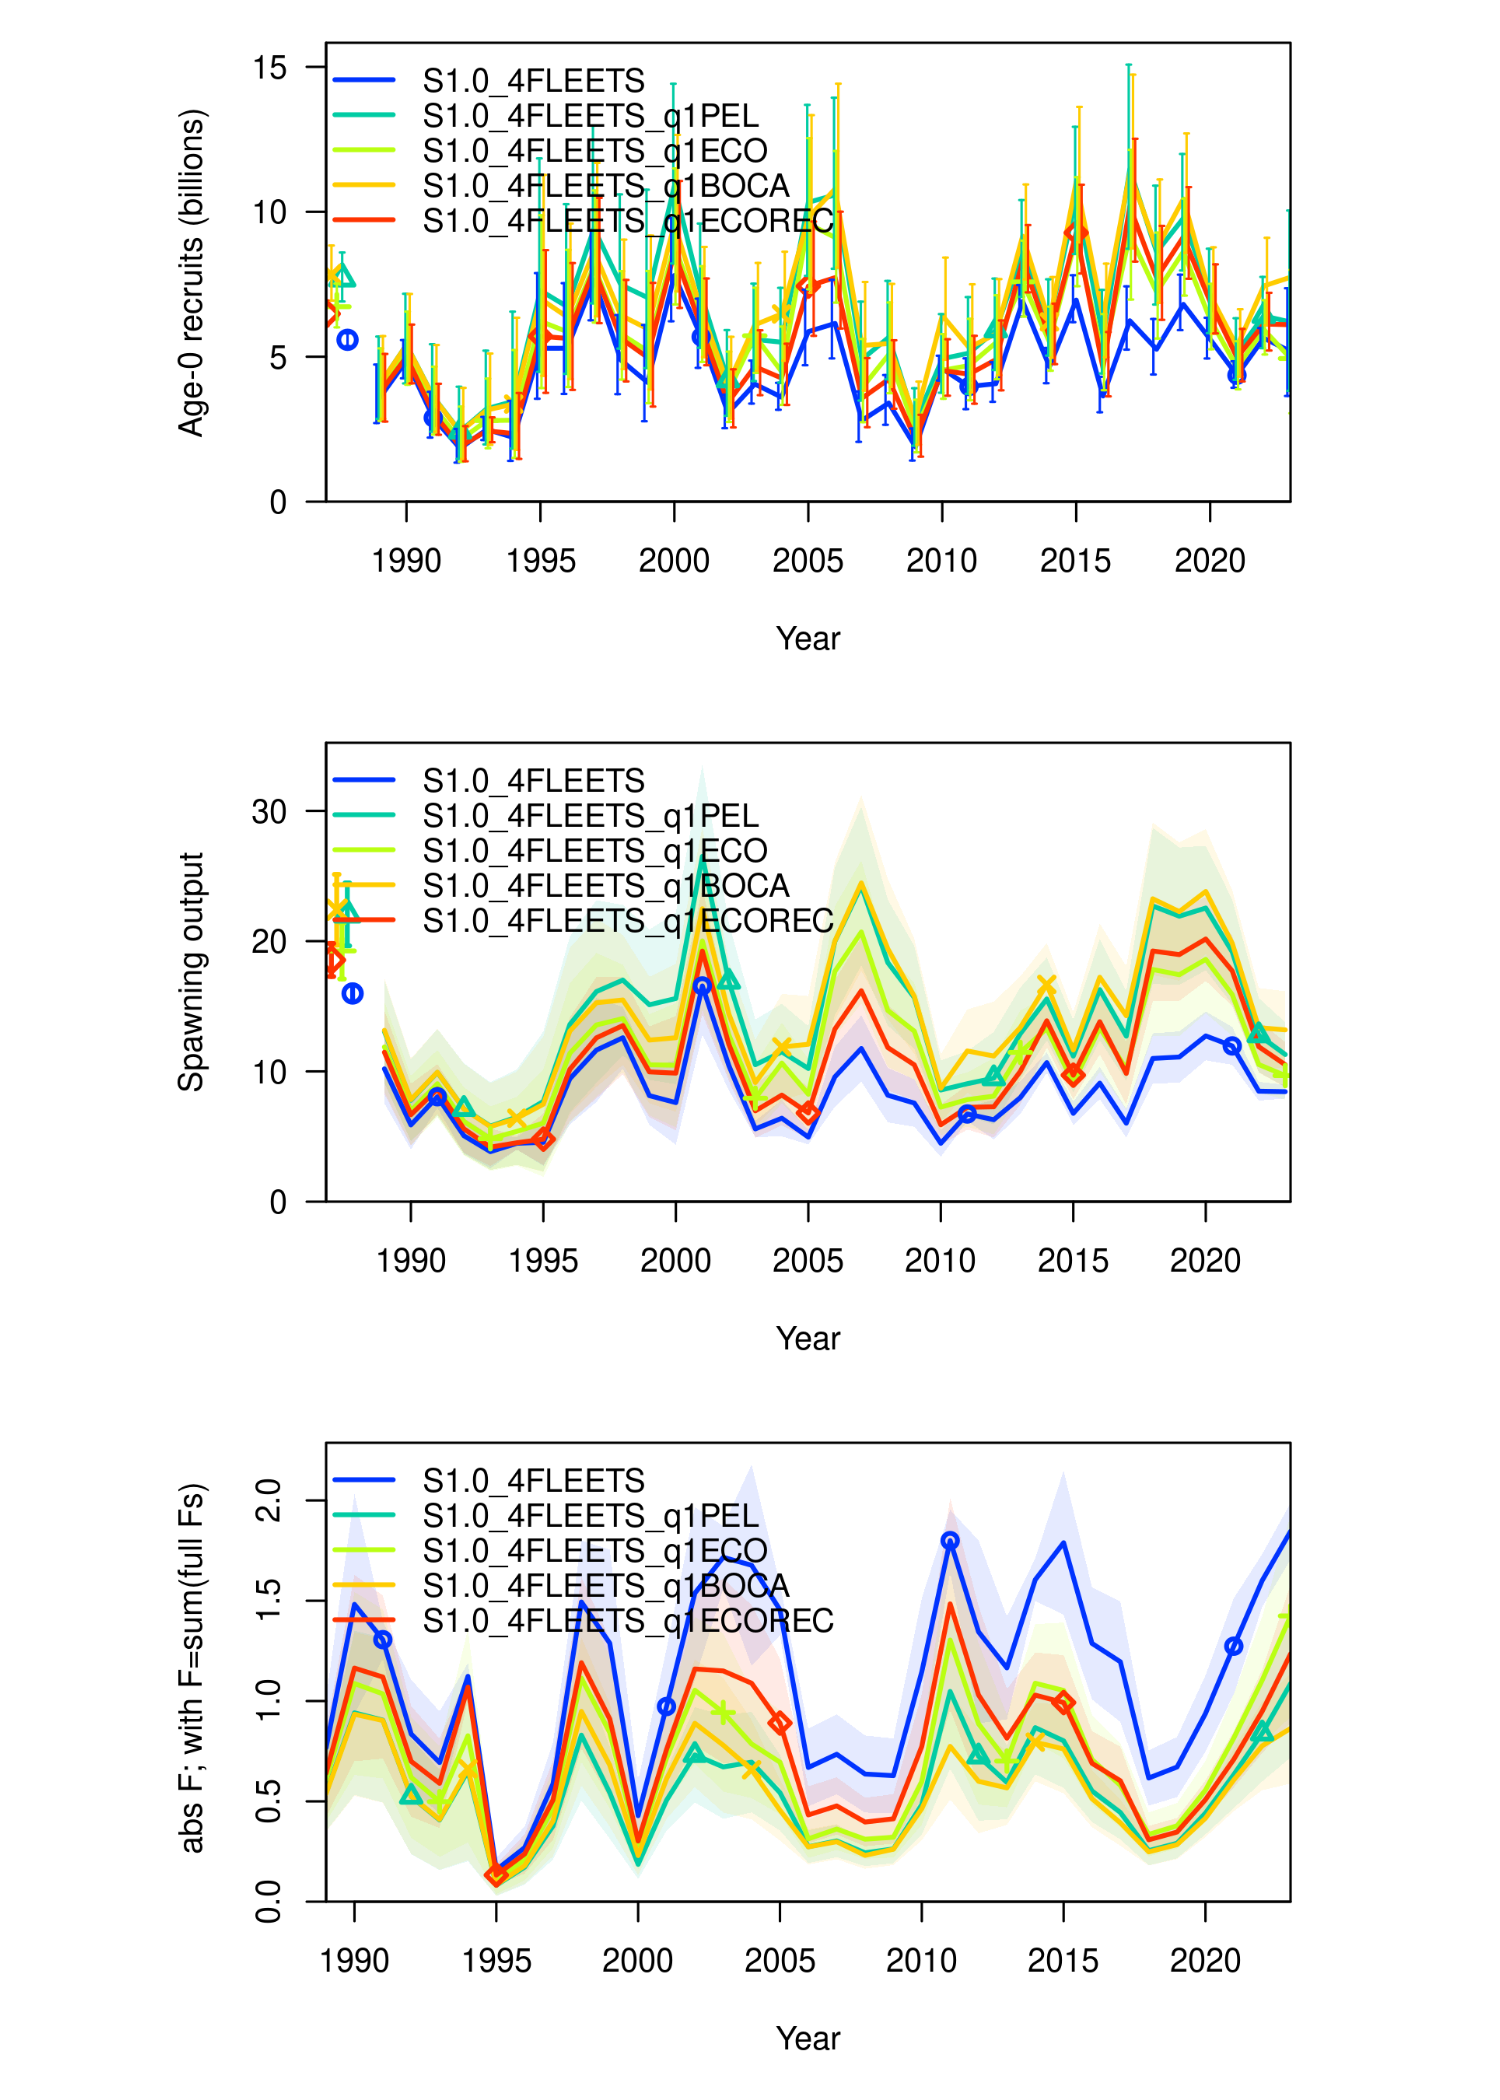 Age-0 recruits (billions)
15
10
5
0
S1.0_4FLEETS
S1.0_4FLEETS_q1PEL
S1.0_4FLEETS_q1ECO
S1.0_4FLEETS_q1BOCA
S1.0_4FLEETS_q1ECOREC
1990 1995 2000 2005 2010 2015 2020
Year
Spawning output
30
20
10
0
S1.0_4FLEETS
S1.0_4FLEETS_q1PEL
S1.0_4FLEETS_q1ECO
S1.0_4FLEETS_q1BOCA
S1.0_4FLEETS_q1ECOREC
1990 1995 2000 2005 2010 2015 2020
Year
abs F; with F=sum(full Fs)
2.0
1.5
1.0
0.5
0.0
S1.0_4FLEETS
S1.0_4FLEETS_q1PEL
S1.0_4FLEETS_q1ECO
S1.0_4FLEETS_q1BOCA
S1.0_4FLEETS_q1ECOREC
1990 1995 2000 2005 2010 2015 2020
Year